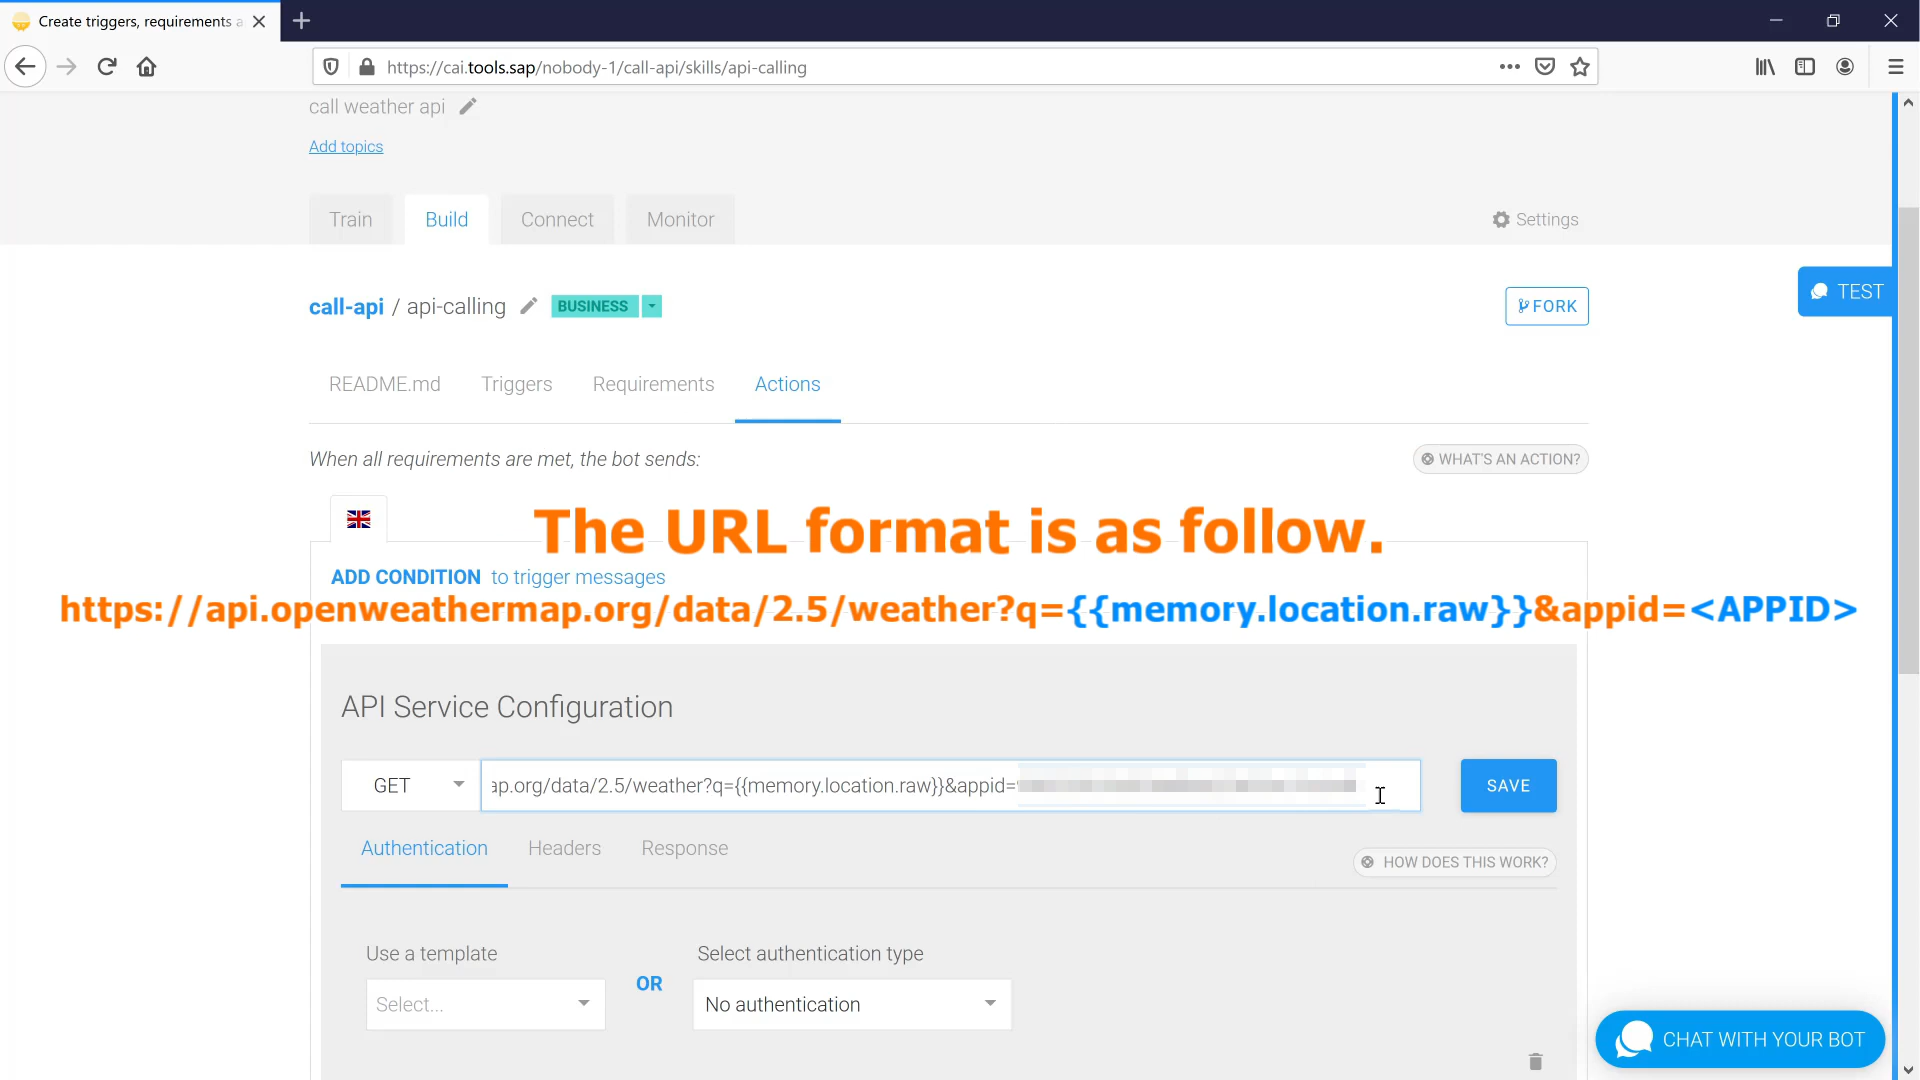 Create triggers, requirements a
https://cai.tools.sap/nobody-1/call-api/skills/api-calling
call weather api
Add topics
Train
Build
Connect
Monitor
Settings
TEST
call-api / api-calling
BUSINESS
FORK
README.md
Triggers
Requirements
Actions
When all requirements are met, the bot sends:
WHAT'S AN ACTION?
The URL format is as follow.
ADD CONDITION to trigger messages
https://api.openweathermap.org/data/2.5/weather?q={{memory.location.raw}}&appid=<APPID>
API Service Configuration
GET
ap.org/data/2.5/weather?q={{memory.location.raw}}&appid=
SAVE
Authentication
Headers
Response
HOW DOES THIS WORK?
Use a template
Select authentication type
OR
Select...
No authentication
CHAT WITH YOUR BOT